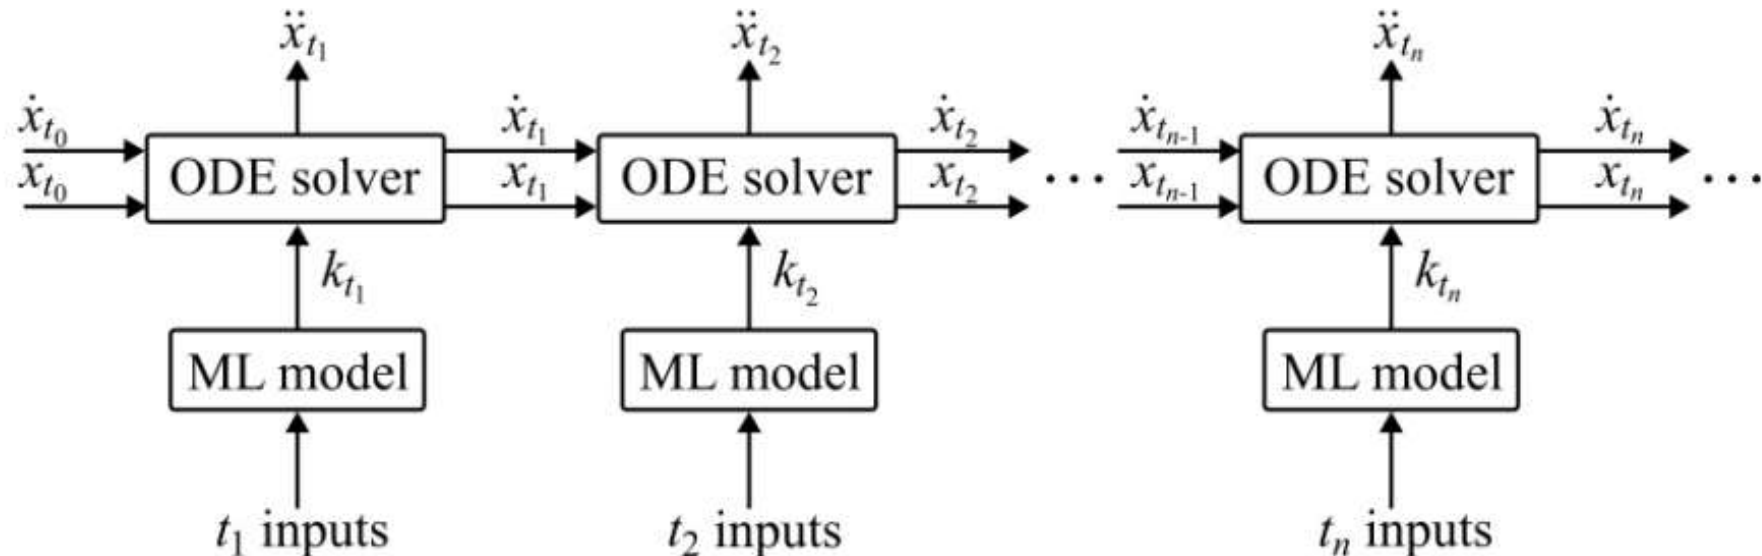 ẍ_{t_1} ẍ_{t_2} ẍ_{t_n}
ẋ_{t_0} ẋ_{t_1} ẋ_{t_2} ẋ_{t_{n-1}} ẋ_{t_n}
ODE solver ODE solver ODE solver
x_{t_0} x_{t_1} x_{t_2} ... x_{t_{n-1}} x_{t_n} ...
k_{t_1} k_{t_2} k_{t_n}
ML model ML model ML model
t_1 inputs t_2 inputs t_n inputs